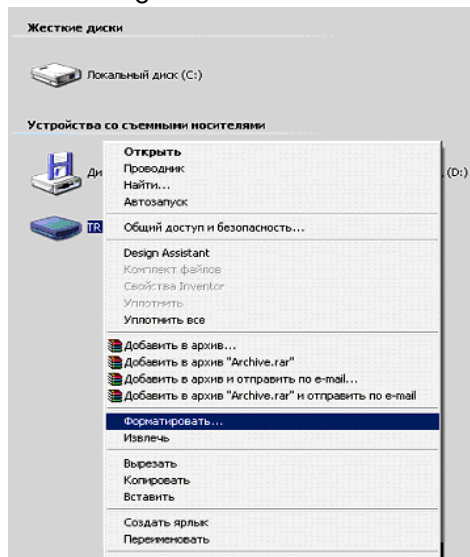 Жесткие диски
Локальный диск (C:)
Устройства со съемными носителями
Ди
(D:)
TR
Открыть
Проводник
Найти...
Автозапуск
Общий доступ и безопасность...
Design Assistant
Комплект файлов
Свойства Inventor
Уплотнить
Уплотнить все
Добавить в архив...
Добавить в архив "Archive.rar"
Добавить в архив и отправить по e-mail...
Добавить в архив "Archive.rar" и отправить по e-mail
Форматировать...
Извлечь
Вырезать
Копировать
Вставить
Создать ярлык
Переименовать